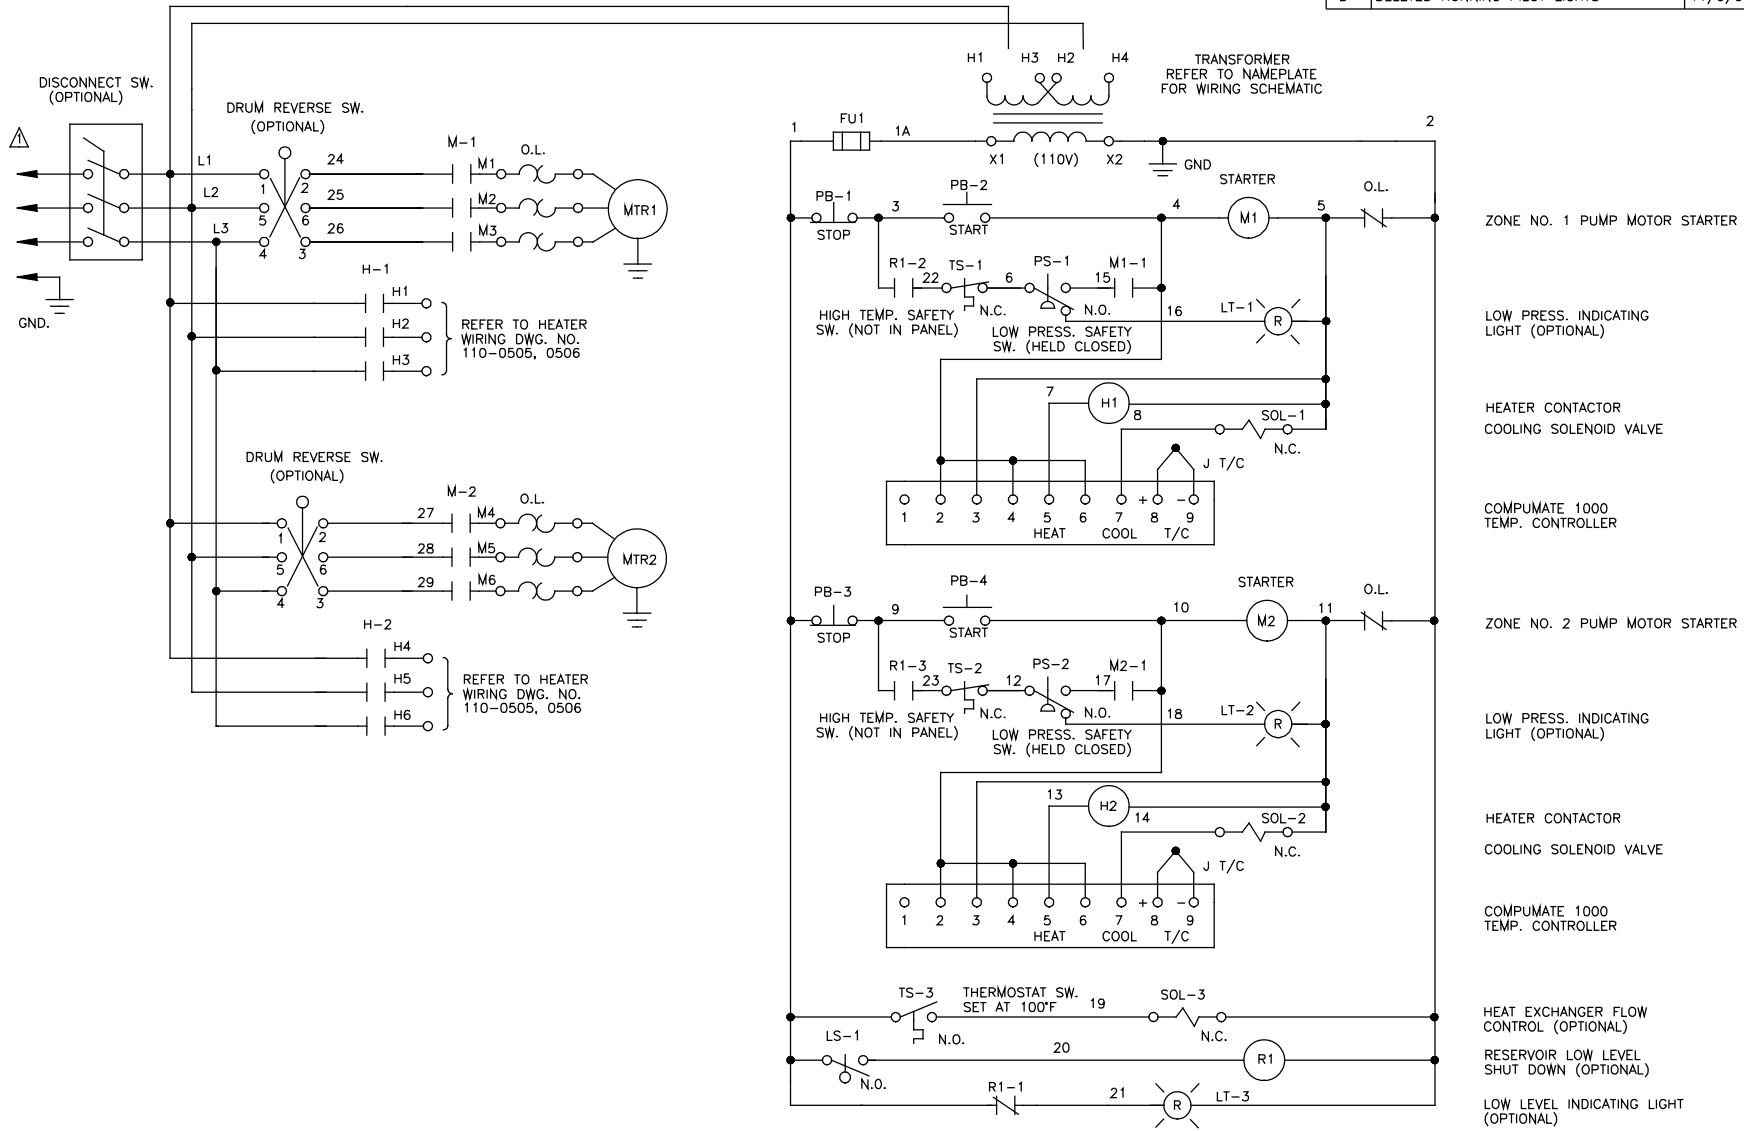 H1 H3 H2 H4
TRANSFORMER
REFER TO NAMEPLATE
FOR WIRING SCHEMATIC
DISCONNECT SW.
(OPTIONAL)
DRUM REVERSE SW.
(OPTIONAL)
1
L1
L2
L3
GND.
1 2
5 6
4 3
24
25
26
M-1
M1
M2
M3
O.L.
MTR1
H-1
H1
H2
H3
REFER TO HEATER
WIRING DWG. NO.
110-0505, 0506
DRUM REVERSE SW.
(OPTIONAL)
1 2
5 6
4 3
27
28
29
M-2
M4
M5
M6
O.L.
MTR2
H-2
H4
H5
H6
REFER TO HEATER
WIRING DWG. NO.
110-0505, 0506
1 FU1 1A X1 (110V) X2 GND 2
PB-1
STOP
3
PB-2
START
4
STARTER
M1
5
O.L.
ZONE NO. 1 PUMP MOTOR STARTER
R1-2 22 TS-1 6 PS-1 15 M1-1
HIGH TEMP. SAFETY
SW. (NOT IN PANEL)
N.C.
LOW PRESS. SAFETY
SW. (HELD CLOSED)
N.O.
16
LT-1
R
LOW PRESS. INDICATING
LIGHT (OPTIONAL)
7 H1 8
HEATER CONTACTOR
SOL-1
N.C.
COOLING SOLENOID VALVE
J T/C
+ -
1 2 3 4 5 6 7 8 9
HEAT COOL T/C
COMPUMATE 1000
TEMP. CONTROLLER
PB-3
STOP
9
PB-4
START
10
STARTER
M2
11
O.L.
ZONE NO. 2 PUMP MOTOR STARTER
R1-3 23 TS-2 12 PS-2 17 M2-1
HIGH TEMP. SAFETY
SW. (NOT IN PANEL)
N.C.
LOW PRESS. SAFETY
SW. (HELD CLOSED)
N.O.
18
LT-2
R
LOW PRESS. INDICATING
LIGHT (OPTIONAL)
13 H2 14
HEATER CONTACTOR
SOL-2
N.C.
COOLING SOLENOID VALVE
J T/C
+ -
1 2 3 4 5 6 7 8 9
HEAT COOL T/C
COMPUMATE 1000
TEMP. CONTROLLER
TS-3
THERMOSTAT SW.
SET AT 100°F
N.O.
19
SOL-3
N.C.
HEAT EXCHANGER FLOW
CONTROL (OPTIONAL)
LS-1
N.O.
20
R1
RESERVOIR LOW LEVEL
SHUT DOWN (OPTIONAL)
R1-1
21
R
LT-3
LOW LEVEL INDICATING LIGHT
(OPTIONAL)